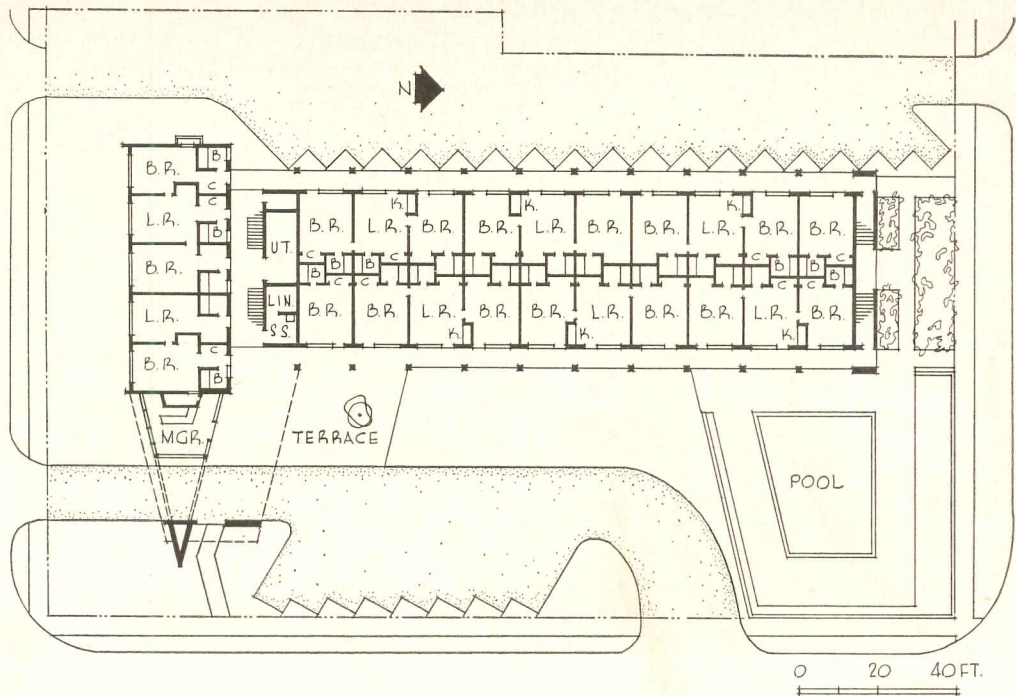 N
B.R.
B
C
L.R.
C
B
B.R.
L.R.
B.R.
C
B
MGR.
UT.
LIN.
S.S.
B.R. L.R. K. B.R. B.R. K. L.R. B.R. B.R. B.R. L.R. K. B.R. B.R.
C B B C C B B C
C C B C C B
B.R. B.R. L.R. K. B.R. B.R. K. L.R. B.R. B.R. L.R. K. B.R.
TERRACE
POOL
0 20 40 FT.